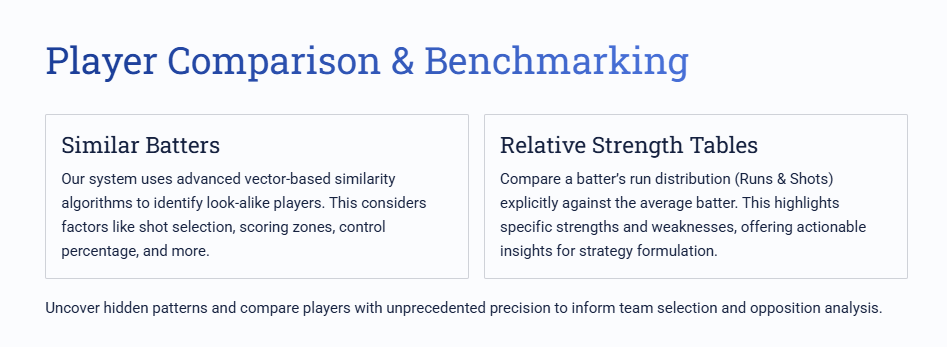 Player Comparison & Benchmarking
Similar Batters
Our system uses advanced vector-based similarity
algorithms to identify look-alike players. This considers
factors like shot selection, scoring zones, control
percentage, and more.
Relative Strength Tables
Compare a batter’s run distribution (Runs & Shots)
explicitly against the average batter. This highlights
specific strengths and weaknesses, offering actionable
insights for strategy formulation.
Uncover hidden patterns and compare players with unprecedented precision to inform team selection and opposition analysis.